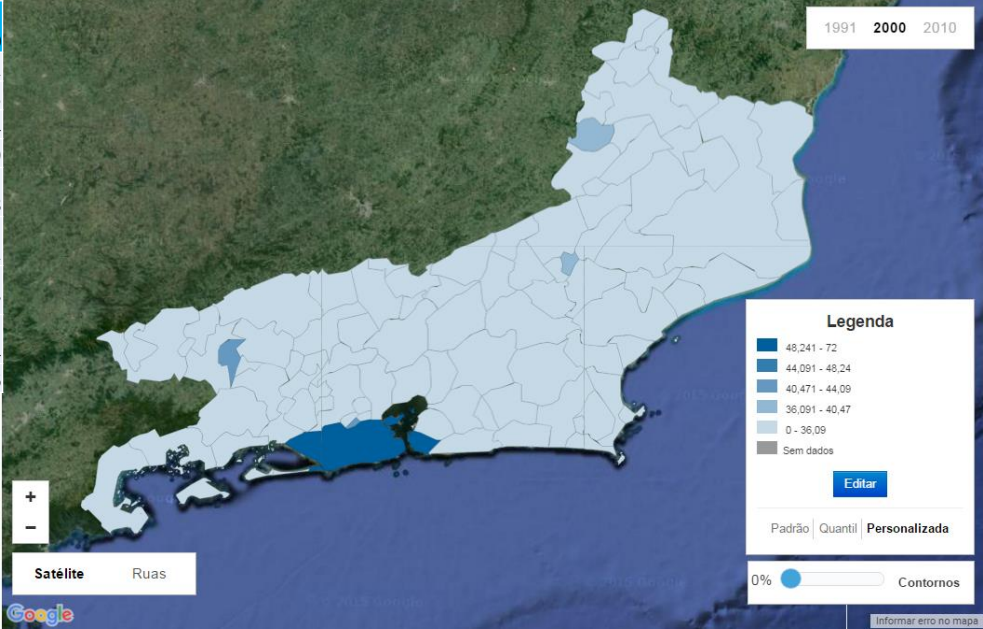 1991 2000 2010
Legenda
48,241 - 72
44,091 - 48,24
40,471 - 44,09
36,091 - 40,47
0 - 36,09
Sem dados
Editar
Padrão Quantil Personalizada
0% Contornos
+
−
Satélite Ruas
Google
Informar erro no mapa